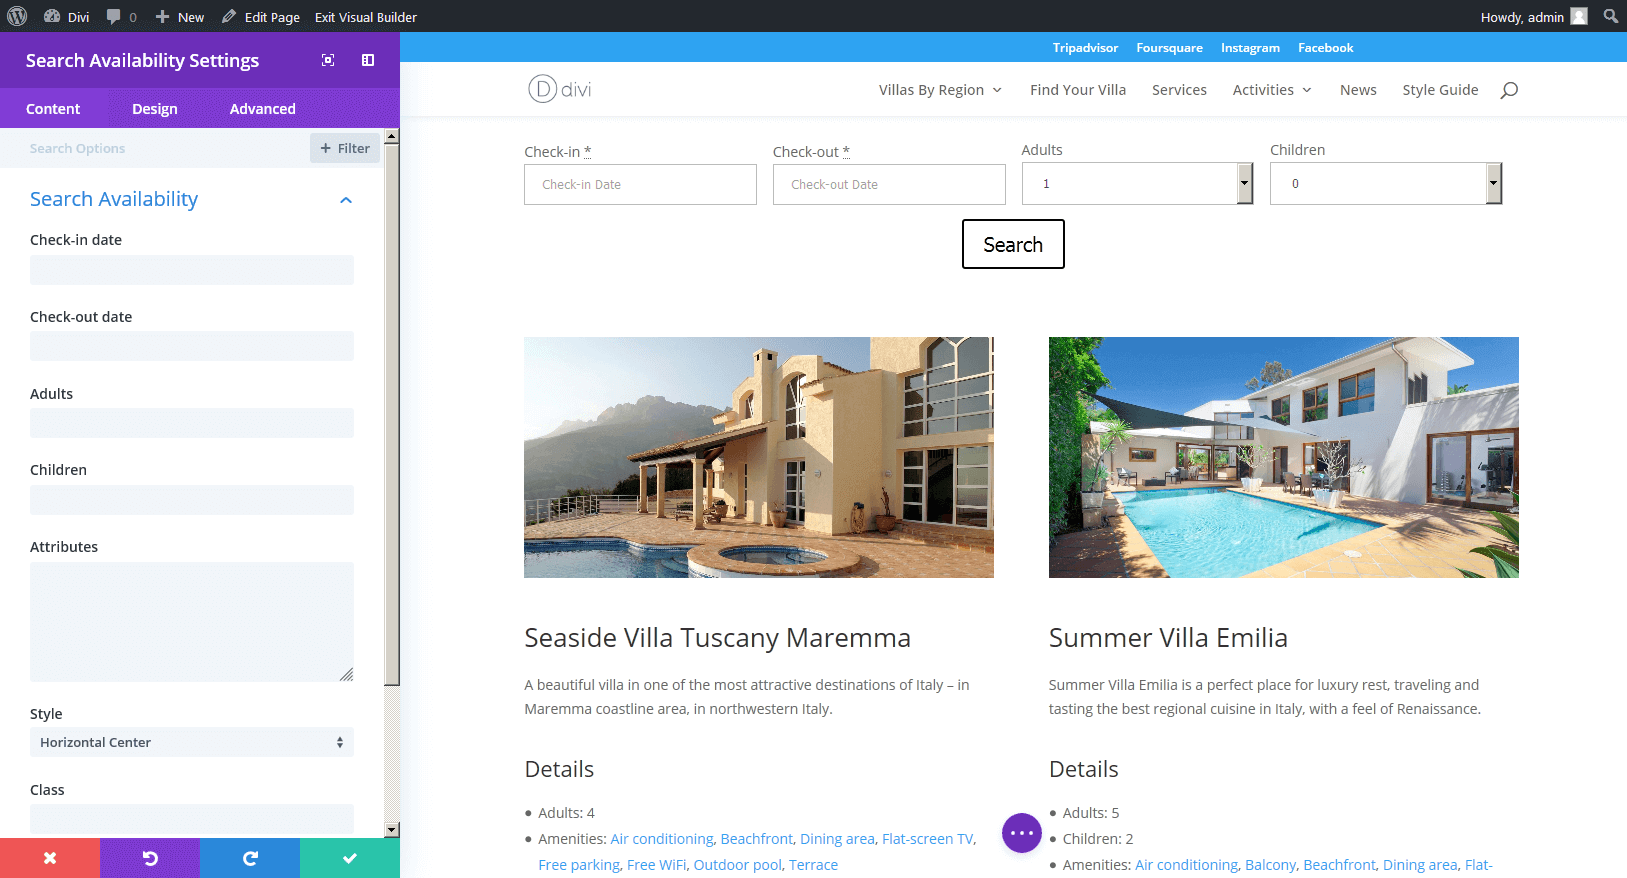 Divi 0 New Edit Page Exit Visual Builder Howdy, admin
Search Availability Settings
Content Design Advanced
Search Options + Filter
Search Availability
Check-in date
Check-out date
Adults
Children
Attributes
Style
Horizontal Center
Class
Tripadvisor Foursquare Instagram Facebook
D divi Villas By Region Find Your Villa Services Activities News Style Guide
Check-in * Check-out * Adults Children
Check-in Date Check-out Date 1 0
Search
Seaside Villa Tuscany Maremma
A beautiful villa in one of the most attractive destinations of Italy – in
Maremma coastline area, in northwestern Italy.
Details
Adults: 4
Amenities: Air conditioning, Beachfront, Dining area, Flat-screen TV,
Free parking, Free WiFi, Outdoor pool, Terrace
Summer Villa Emilia
Summer Villa Emilia is a perfect place for luxury rest, traveling and
tasting the best regional cuisine in Italy, with a feel of Renaissance.
Details
Adults: 5
Children: 2
Amenities: Air conditioning, Balcony, Beachfront, Dining area, Flat-